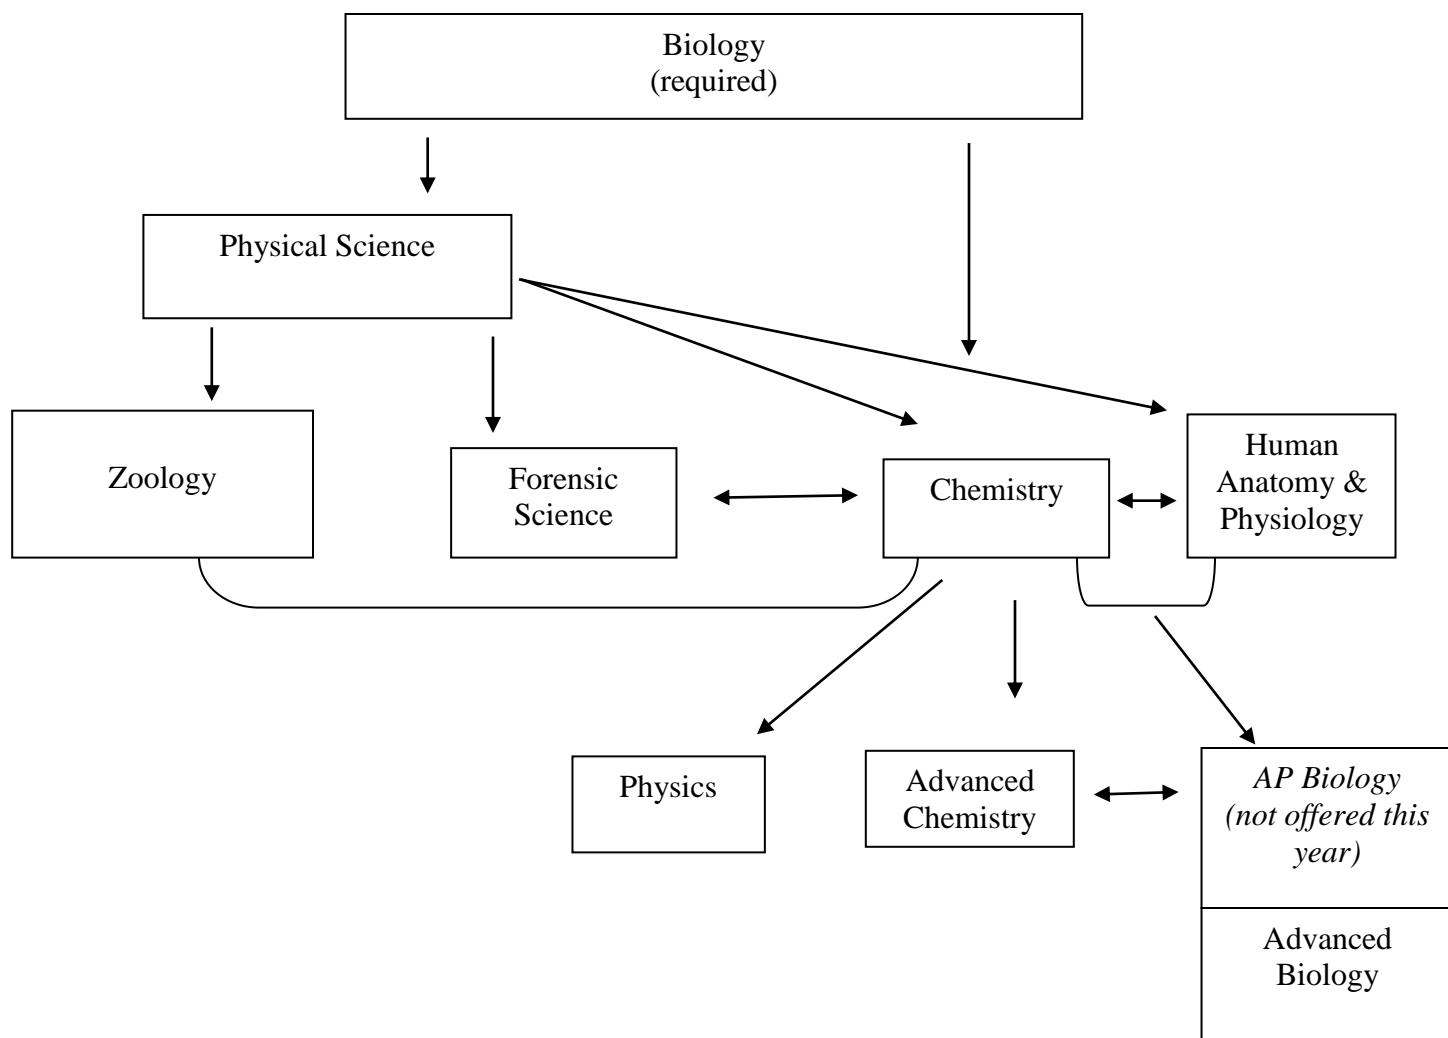 Biology
(required)
Physical Science
Zoology
Forensic
Science
Chemistry
Human
Anatomy &
Physiology
Physics
Advanced
Chemistry
AP Biology
(not offered this
year)
Advanced
Biology